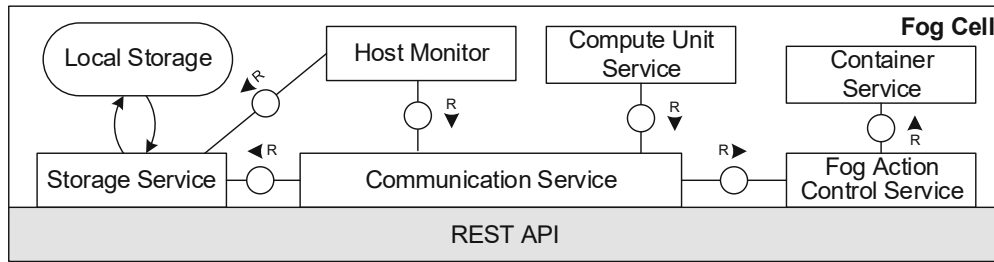 Fog Cell
Local Storage
Host Monitor
Compute Unit
Service
Container
Service
R
R
R
R
R
R
Storage Service
Communication Service
Fog Action
Control Service
REST API